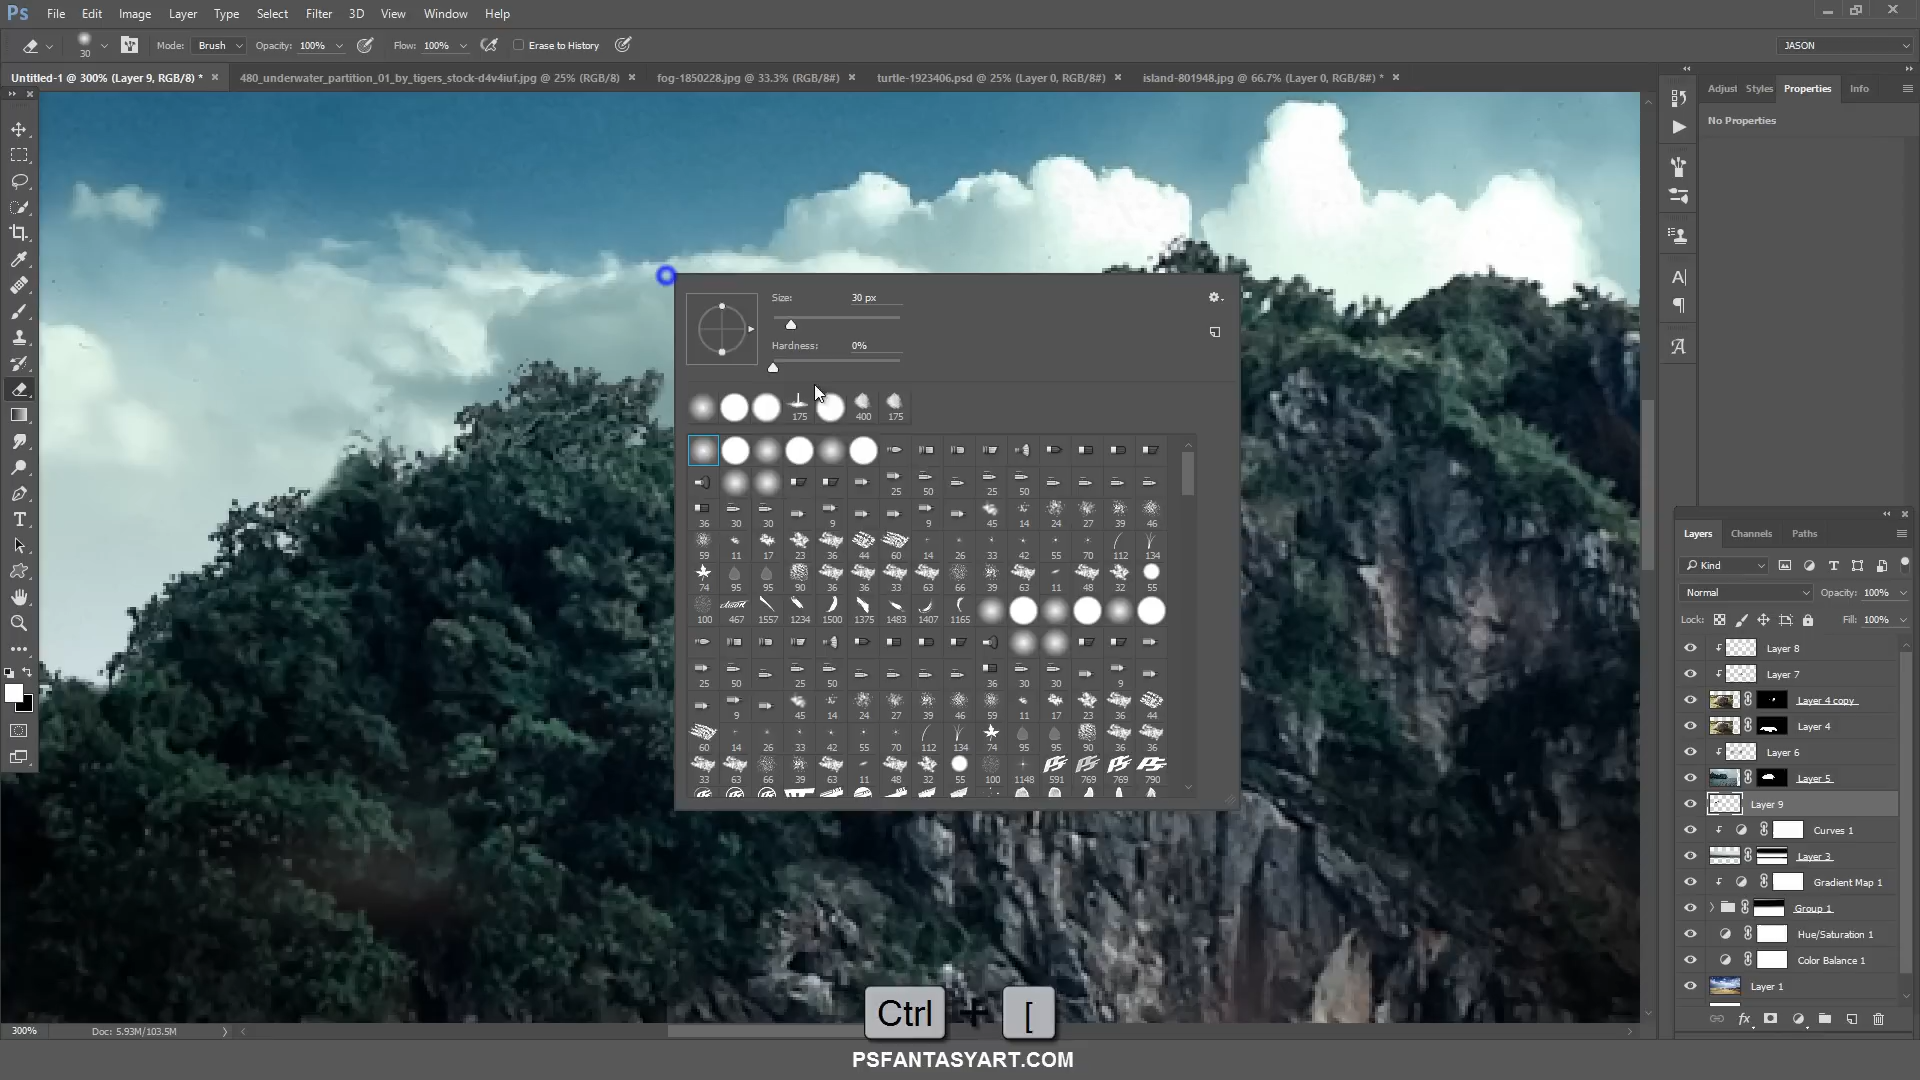 Ps File Edit Image Layer Type Select Filter 3D View Window Help
30 Mode: Brush Opacity: 100% Flow: 100% Erase to History JASON
Untitled-1 @ 300% (Layer 9, RGB/8) * × 480_underwater_partition_01_by_tigers_stock-d4v4iuf.jpg @ 25% (RGB/8) × fog-1850228.jpg @ 33.3% (RGB/8#) × turtle-1923406.psd @ 25% (Layer 0, RGB/8#) × island-801948.jpg @ 66.7% (Layer 0, RGB/8#) * ×
Adjust Styles Properties Info
No Properties
Size: 30 px
Hardness: 0%
175 400 175
25 50 25 50
36 30 30 9 9 45 14 24 27 39 46
59 11 17 23 36 44 60 14 26 33 42 55 70 112 134
74 95 95 90 36 36 33 63 66 39 63 11 48 32 55
100 467 1557 1234 1500 1375 1483 1407 1165
25 50 25 50 36 30 30 9
9 45 14 24 27 39 46 59 11 17 23 36 44
60 14 26 33 42 55 70 112 134 74 95 95 90 36 36
33 63 66 39 63 11 48 32 55 100 1148 591 769 769 790
Layers Channels Paths
Kind
Normal Opacity: 100%
Lock: Fill: 100%
Layer 8
Layer 7
Layer 4 copy
Layer 4
Layer 6
Layer 5
Layer 9
Curves 1
Layer 3
Gradient Map 1
Group 1
Hue/Saturation 1
Color Balance 1
Layer 1
Ctrl + [
300% Doc: 5.93M/103.5M
PSFANTASYART.COM